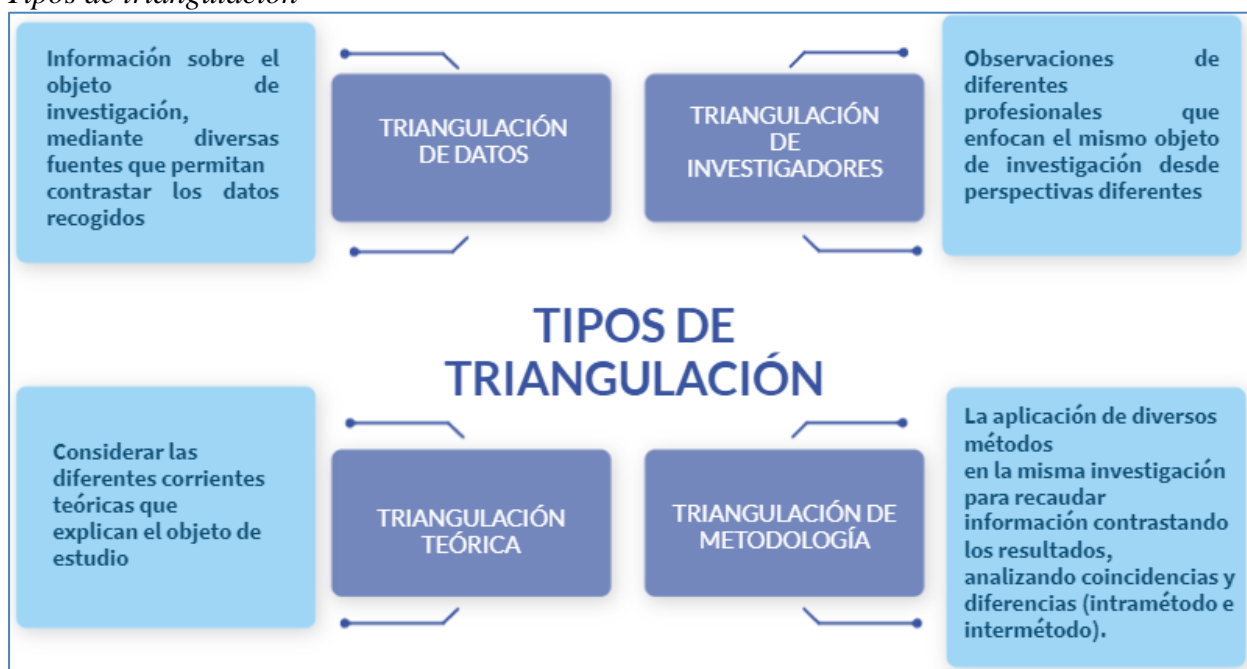 Tipos de triangulación
Información sobre el
objeto de
investigación,
mediante diversas
fuentes que permitan
contrastar los datos
recogidos
TRIANGULACIÓN
DE DATOS
TRIANGULACIÓN
DE
INVESTIGADORES
Observaciones de
diferentes
profesionales que
enfocan el mismo objeto
de investigación desde
perspectivas diferentes
TIPOS DE
TRIANGULACIÓN
Considerar las
diferentes corrientes
teóricas que
explican el objeto de
estudio
TRIANGULACIÓN
TEÓRICA
TRIANGULACIÓN DE
METODOLOGÍA
La aplicación de diversos
métodos
en la misma investigación
para recaudar
información contrastando
los resultados,
analizando coincidencias y
diferencias (intramétodo e
intermétodo).